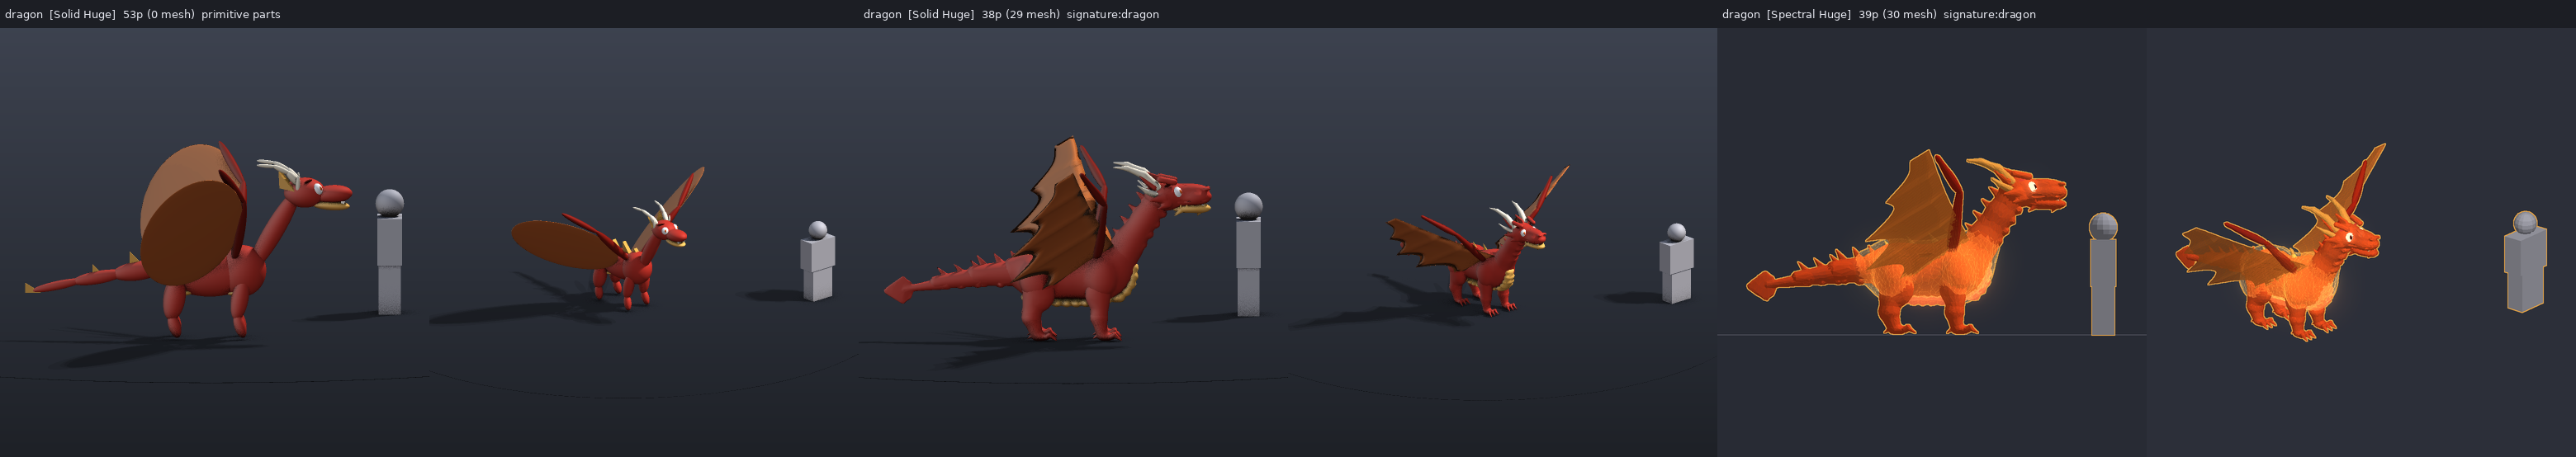 dragon [Solid Huge] 53p (0 mesh) primitive parts
dragon [Solid Huge] 38p (29 mesh) signature:dragon
dragon [Spectral Huge] 39p (30 mesh) signature:dragon